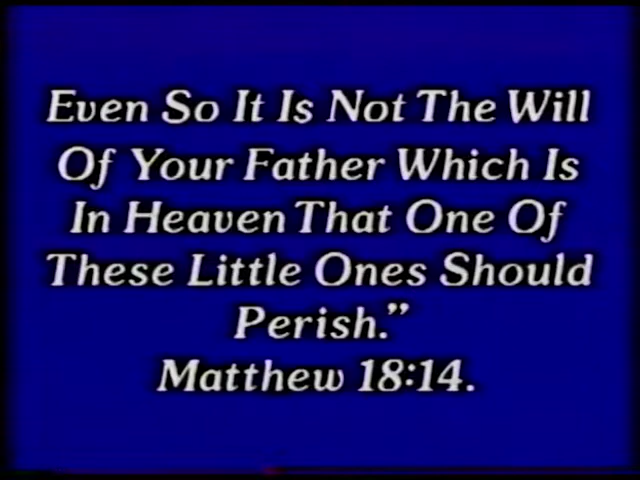 Even So It Is Not The Will
Of Your Father Which Is
In Heaven That One Of
These Little Ones Should
Perish.”
Matthew 18:14.